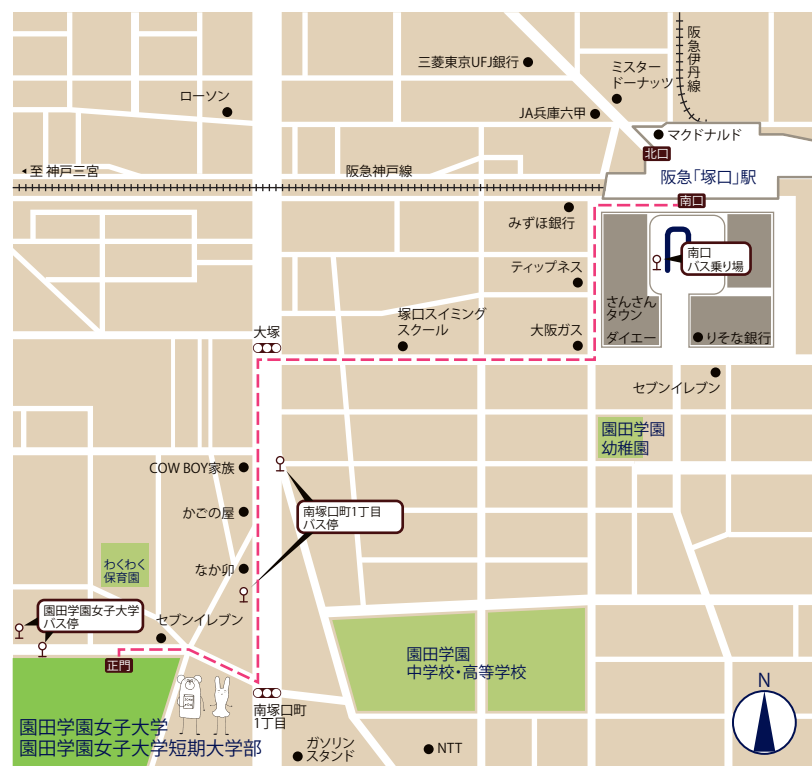 阪急伊丹線
三菱東京UFJ銀行
ミスター
ドーナッツ
ローソン
JA兵庫六甲
マクドナルド
北口
至 神戸三宮
阪急神戸線
阪急「塚口」駅
南口
みずほ銀行
南口
バス乗り場
ティップネス
さんさん
タウン
塚口スイミング
スクール
大阪ガス
ダイエー
りそな銀行
大塚
セブンイレブン
園田学園
幼稚園
COW BOY家族
かごの屋
南塚口町1丁目
バス停
なか卯
わくわく
保育園
園田学園女子大学
バス停
セブンイレブン
正門
園田学園
中学校・高等学校
N
南塚口町
1丁目
園田学園女子大学
園田学園女子大学短期大学部
ガソリン
スタンド
NTT